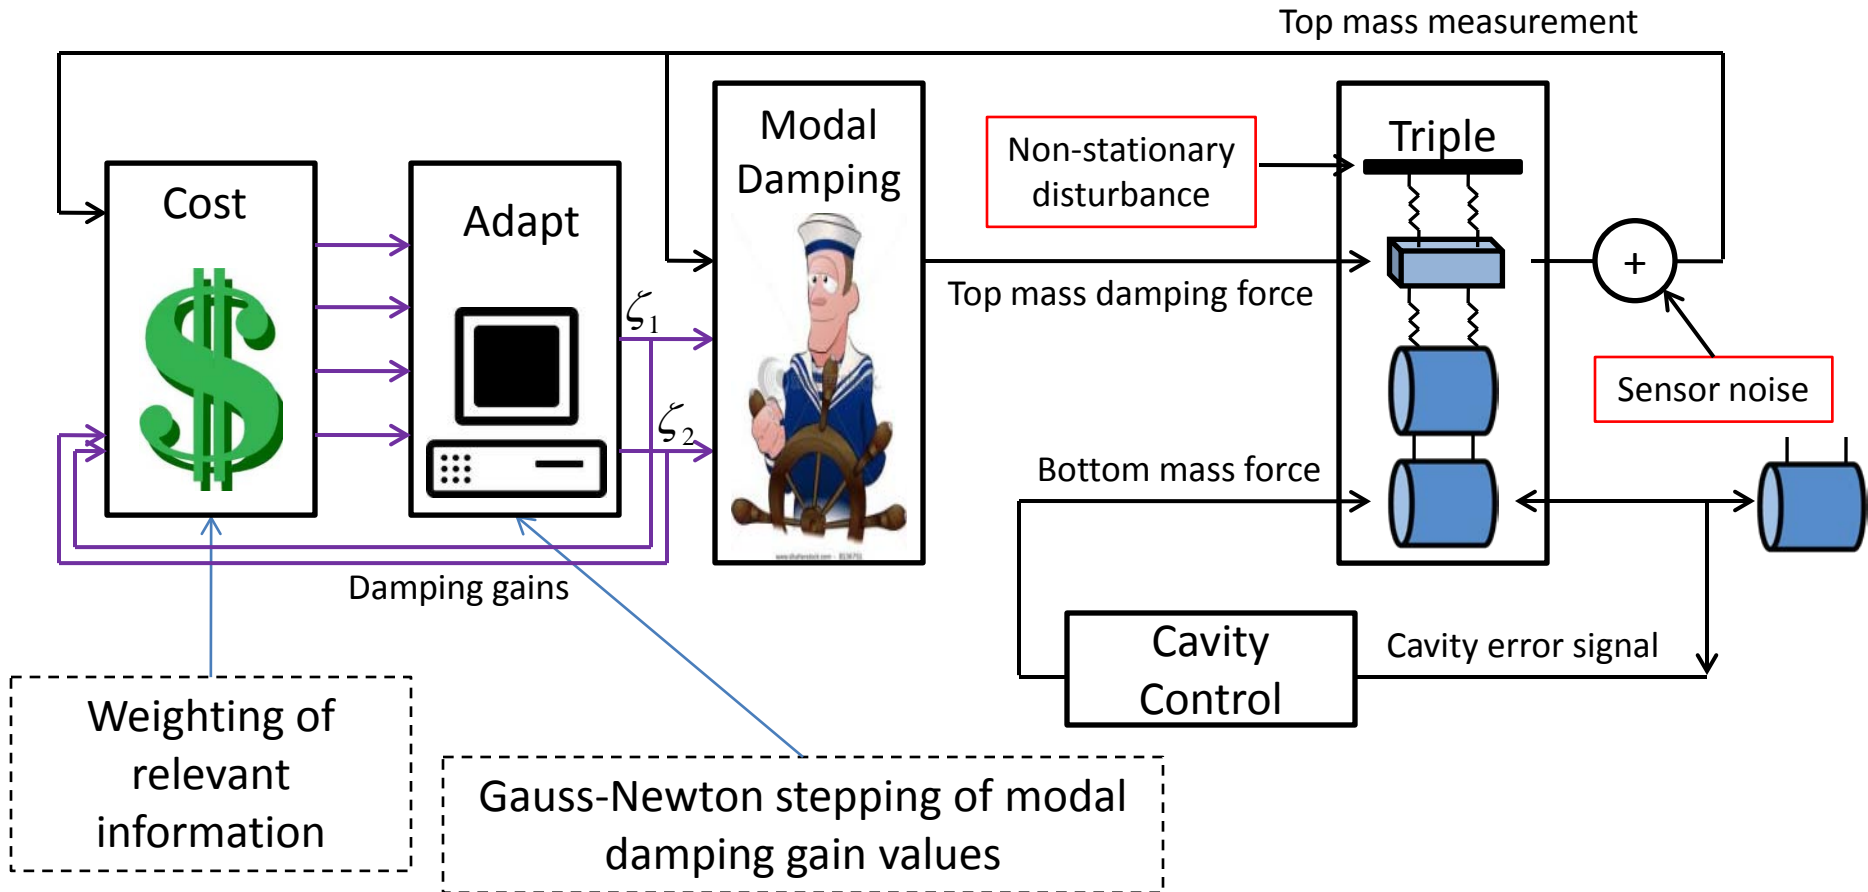 Top mass measurement
Modal
Damping
Triple
Non-stationary
disturbance
Cost
Adapt
ζ1
ζ2
+
Top mass damping force
Sensor noise
Bottom mass force
Damping gains
Cavity
Control
Cavity error signal
Weighting of
relevant
information
Gauss-Newton stepping of modal
damping gain values